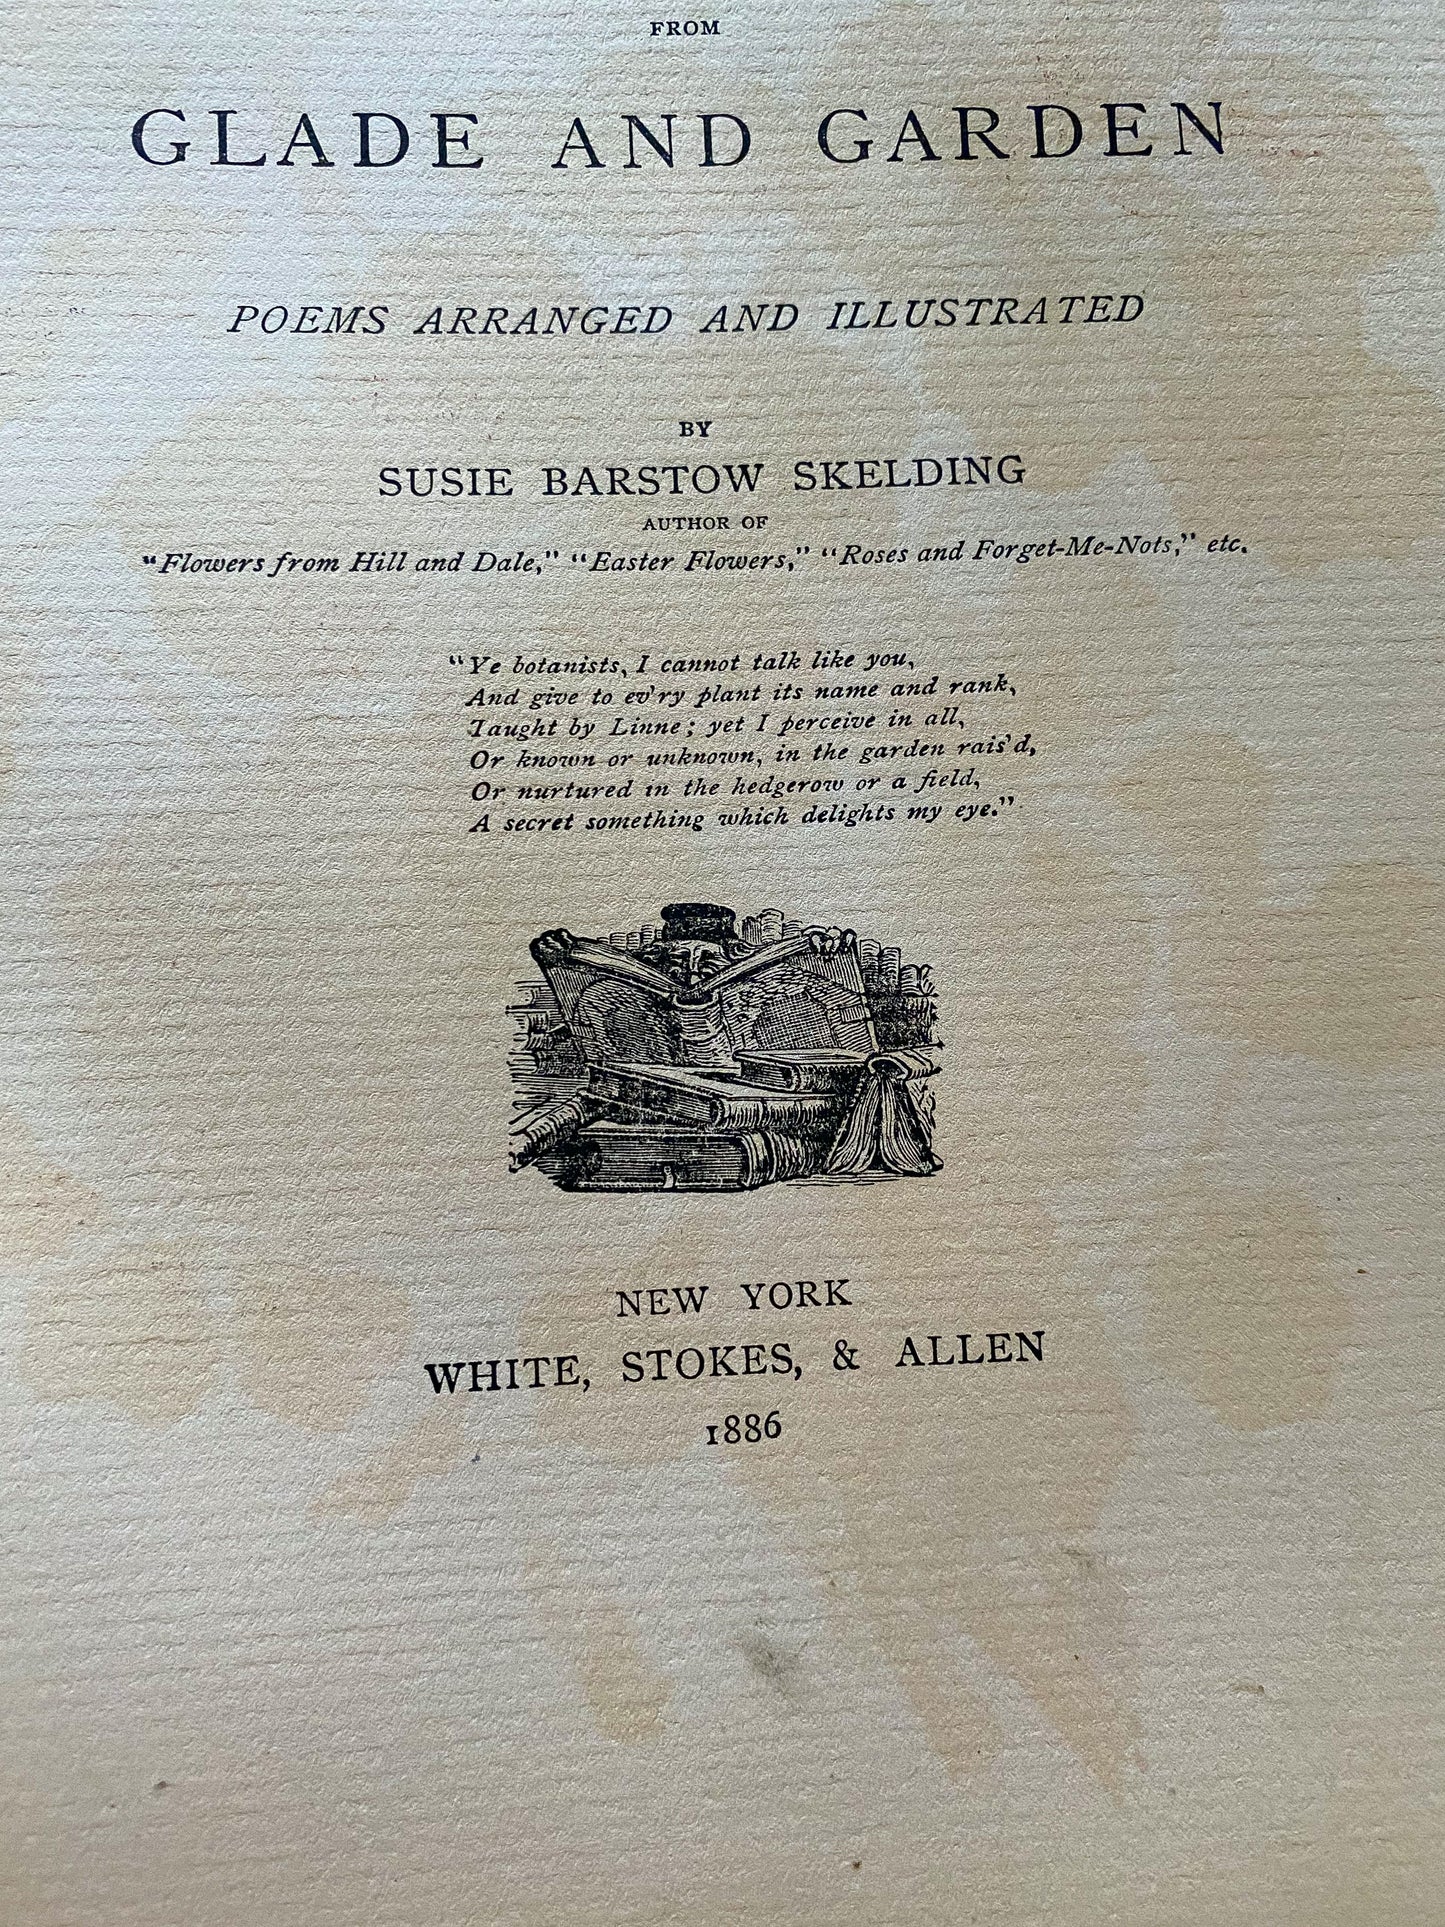 FROM
GLADE AND GARDEN
POEMS ARRANGED AND ILLUSTRATED
BY
SUSIE BARSTOW SKELDING
AUTHOR OF
"Flowers from Hill and Dale," "Easter Flowers," "Roses and Forget-Me-Nots," etc.
"Ye botanists, I cannot talk like you,
And give to ev'ry plant its name and rank,
Taught by Linne; yet I perceive in all,
Or known or unknown, in the garden rais'd,
Or nurtured in the hedgerow or a field,
A secret something which delights my eye."
NEW YORK
WHITE, STOKES, & ALLEN
1886